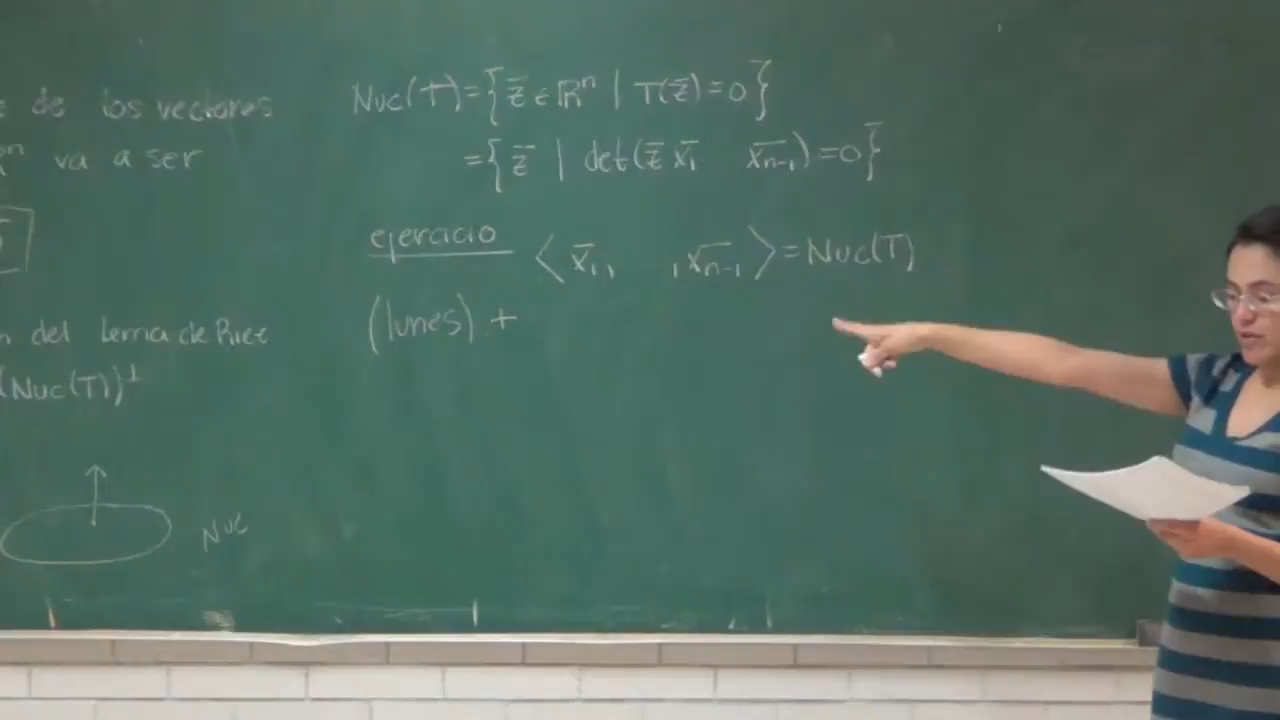 de los vectores
va a ser
del lema de Riez
(Nuc(T))⊥
Nuc
Nuc(T)={z̄ ∈ ℝⁿ | T(z̄)=0}
={z̄ | det(z̄ x̄₁ x̄ₙ₋₁)=0}
ejercicio ⟨x̄₁, , x̄ₙ₋₁⟩=Nuc(T)
(lunes) +